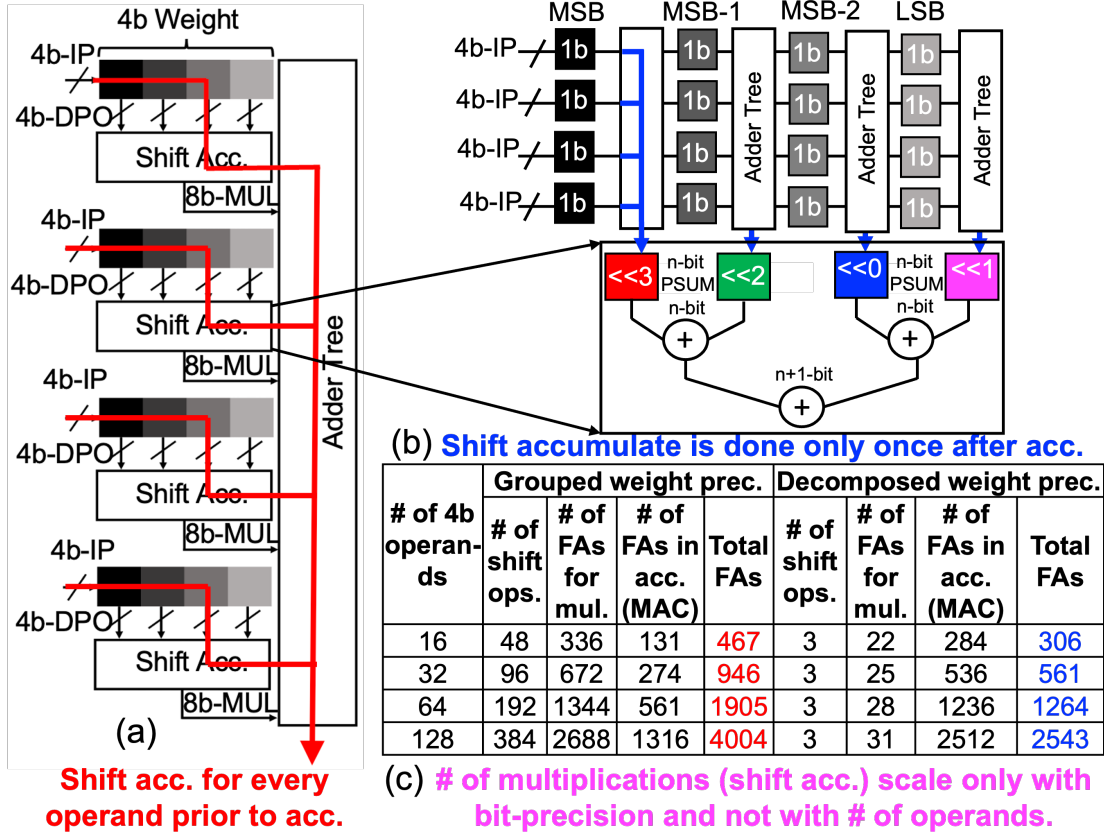 4b Weight
4b-IP
4b-DPO
Shift Acc.
8b-MUL
4b-IP
4b-DPO
Shift Acc.
8b-MUL
4b-IP
4b-DPO
Shift Acc.
8b-MUL
4b-IP
4b-DPO
Shift Acc.
8b-MUL
Adder Tree
(a)
Shift acc. for every
operand prior to acc.
MSB MSB-1 MSB-2 LSB
4b-IP 1b 1b 1b 1b
4b-IP 1b 1b 1b 1b
4b-IP 1b 1b 1b 1b
4b-IP 1b 1b 1b 1b
Adder Tree
Adder Tree
Adder Tree
<<3 n-bit <<2 <<0 n-bit <<1
PSUM PSUM
n-bit n-bit
+ +
n+1-bit
+
(b) Shift accumulate is done only once after acc.
# of 4b operan-ds Grouped weight prec. Decomposed weight prec.
# of shift ops. # of FAs for mul. # of FAs in acc. (MAC) Total FAs # of shift ops. # of FAs for mul. # of FAs in acc. (MAC) Total FAs
16 48 336 131 467 3 22 284 306
32 96 672 274 946 3 25 536 561
64 192 1344 561 1905 3 28 1236 1264
128 384 2688 1316 4004 3 31 2512 2543
(c) # of multiplications (shift acc.) scale only with
bit-precision and not with # of operands.